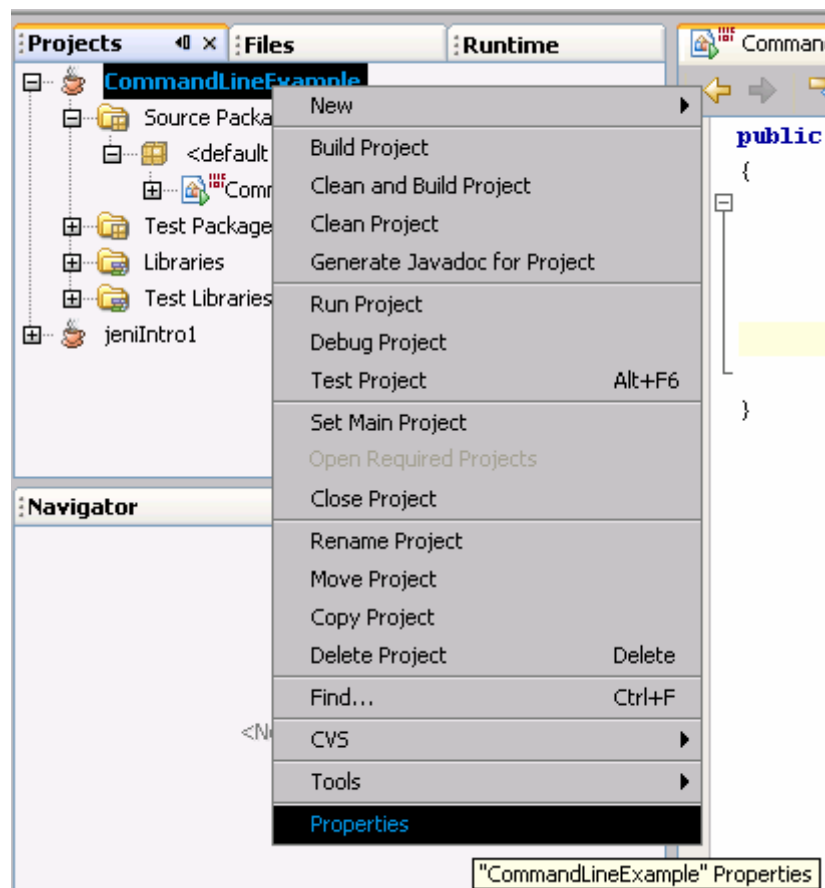 Projects Files Runtime
Comman
CommandLineExample
Source Packa
<default
Comm
Test Package
Libraries
Test Libraries
jeniIntro1
New
Build Project
Clean and Build Project
Clean Project
Generate Javadoc for Project
Run Project
Debug Project
Test Project Alt+F6
Set Main Project
Open Required Projects
Close Project
Rename Project
Move Project
Copy Project
Delete Project Delete
Find... Ctrl+F
CVS
Tools
Properties
"CommandLineExample" Properties
public
{
}
Navigator
<N